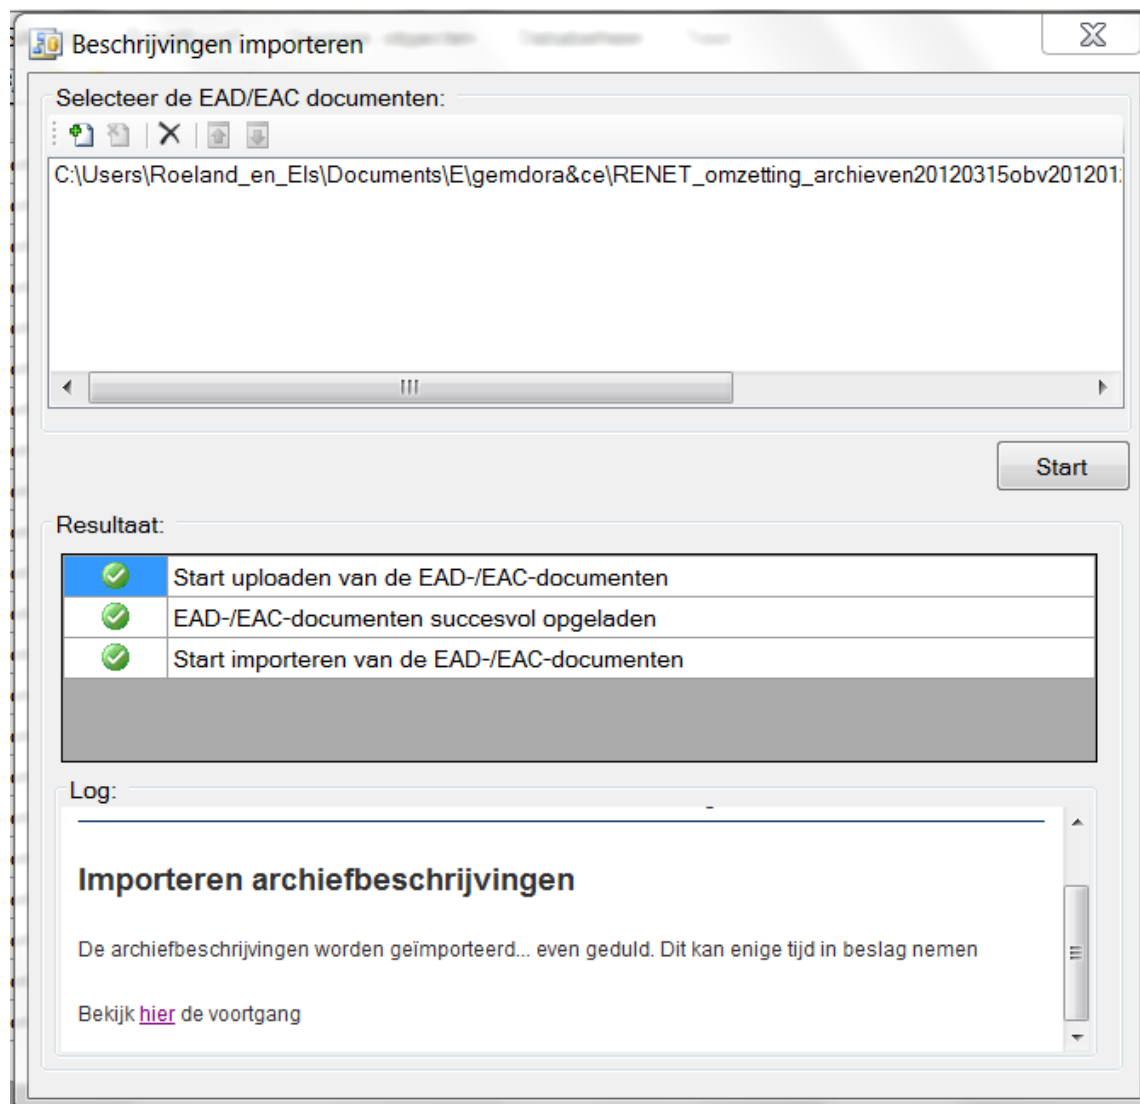 Beschrijvingen importeren
Selecteer de EAD/EAC documenten:
C:\Users\Roeland_en_Els\Documents\E\gemdora&ce\RENET_omzetting_archieven20120315obv201201
Start
Resultaat:
Start uploaden van de EAD-/EAC-documenten
EAD-/EAC-documenten succesvol opgeladen
Start importeren van de EAD-/EAC-documenten
Log:
Importeren archiefbeschrijvingen
De archiefbeschrijvingen worden geïmporteerd... even geduld. Dit kan enige tijd in beslag nemen
Bekijk hier de voortgang